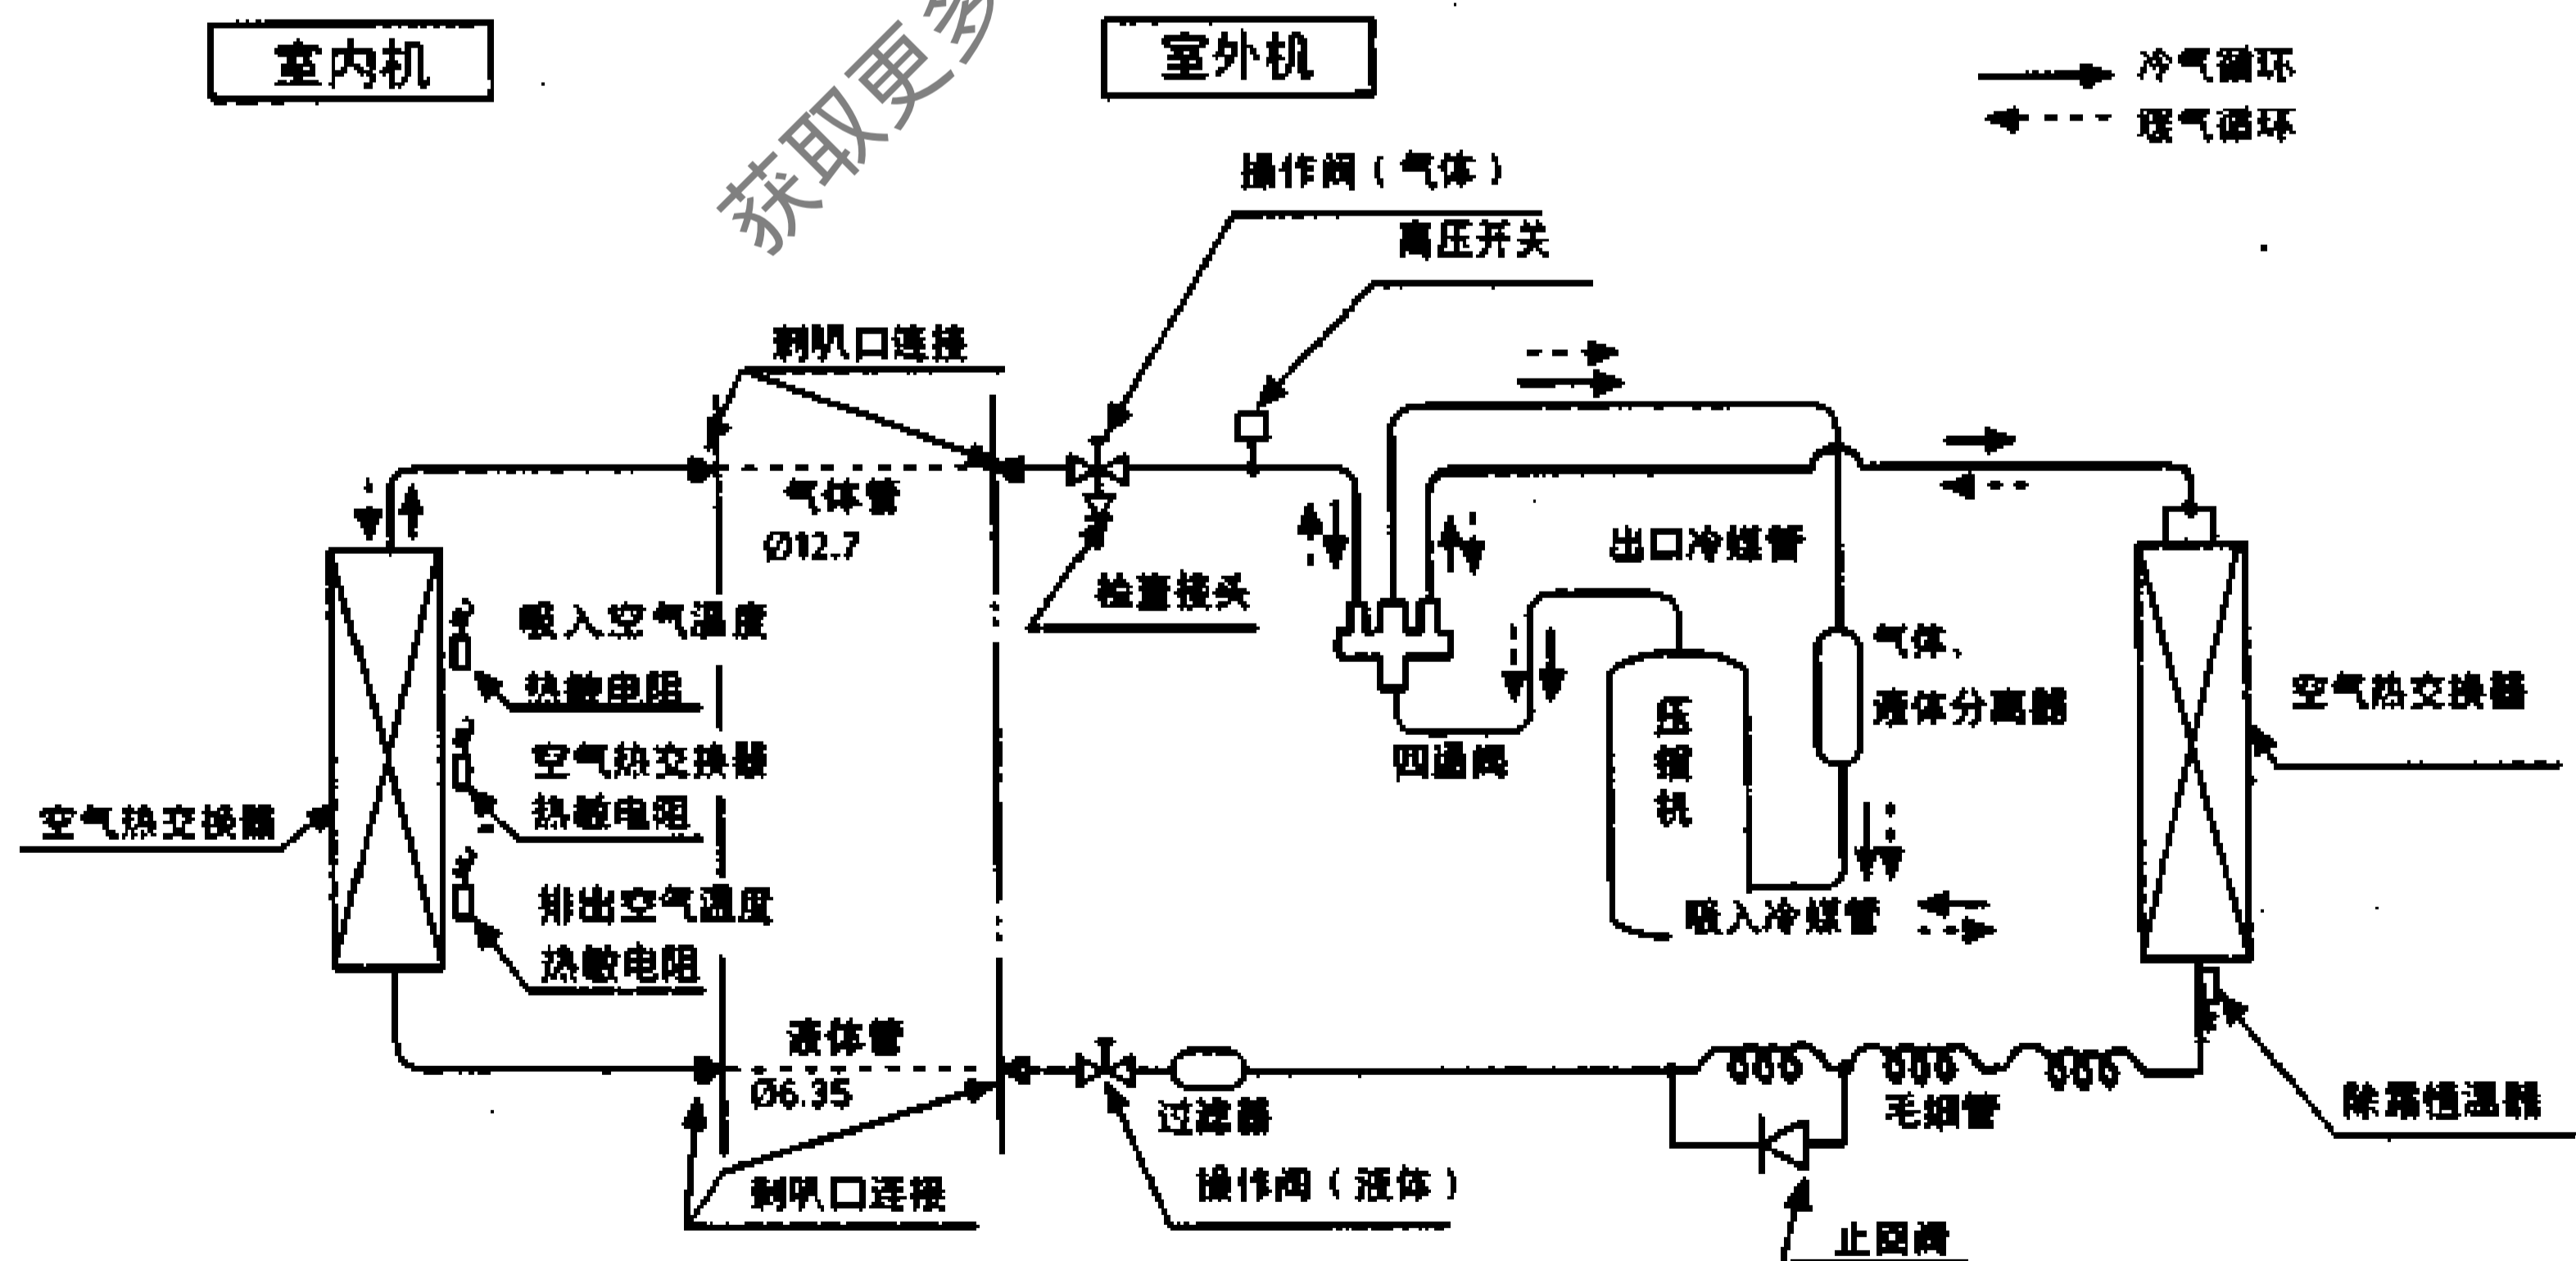 室内机
室外机
获取更多
冷气循环
暖气循环
操作阀（气体）
高压开关
喇叭口连接
气体管
Ø12.7
检查接头
出口冷媒管
吸入空气温度
热敏电阻
气体、
液体分离器
压缩机
四通阀
空气热交换器
空气热交换器
热敏电阻
空气热交换器
排出空气温度
热敏电阻
吸入冷媒管
液体管
Ø6.35
过滤器
毛细管
除霜恒温器
喇叭口连接
操作阀（液体）
止回阀